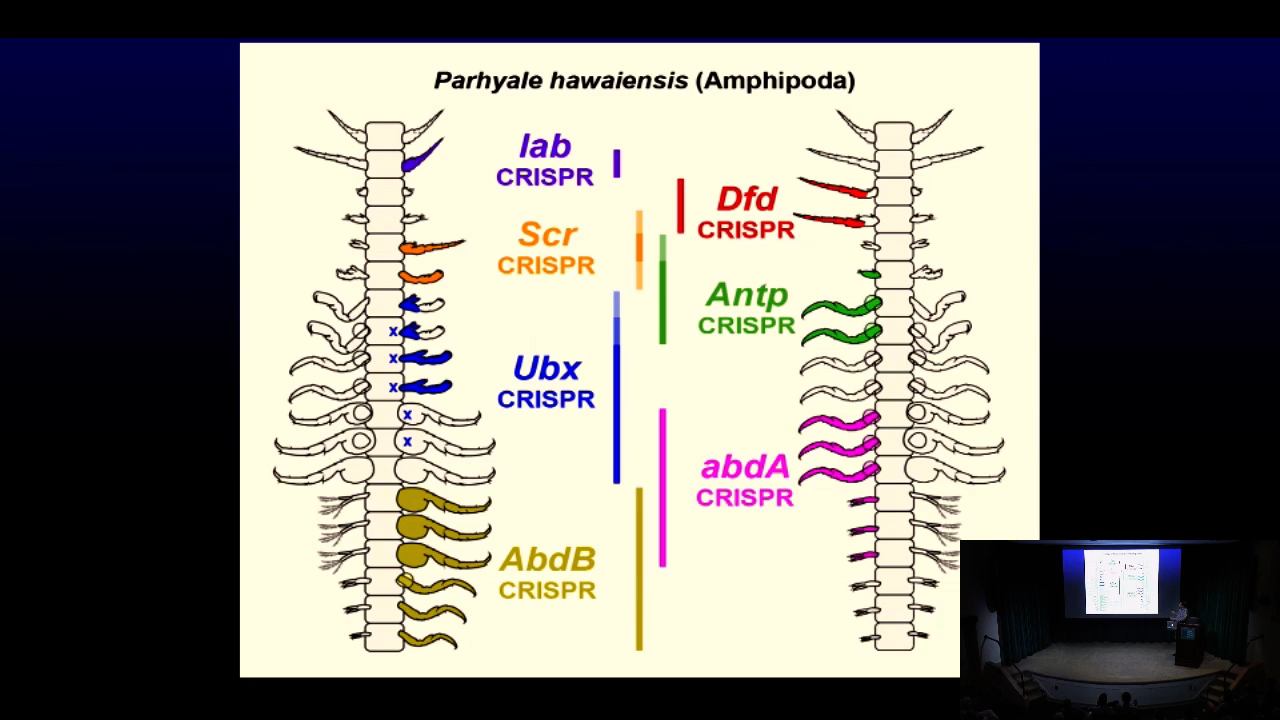 Parhyale hawaiensis (Amphipoda)
lab
CRISPR
Dfd
CRISPR
Scr
CRISPR
Antp
CRISPR
x
x
Ubx
CRISPR
x
x
x
abdA
CRISPR
AbdB
CRISPR